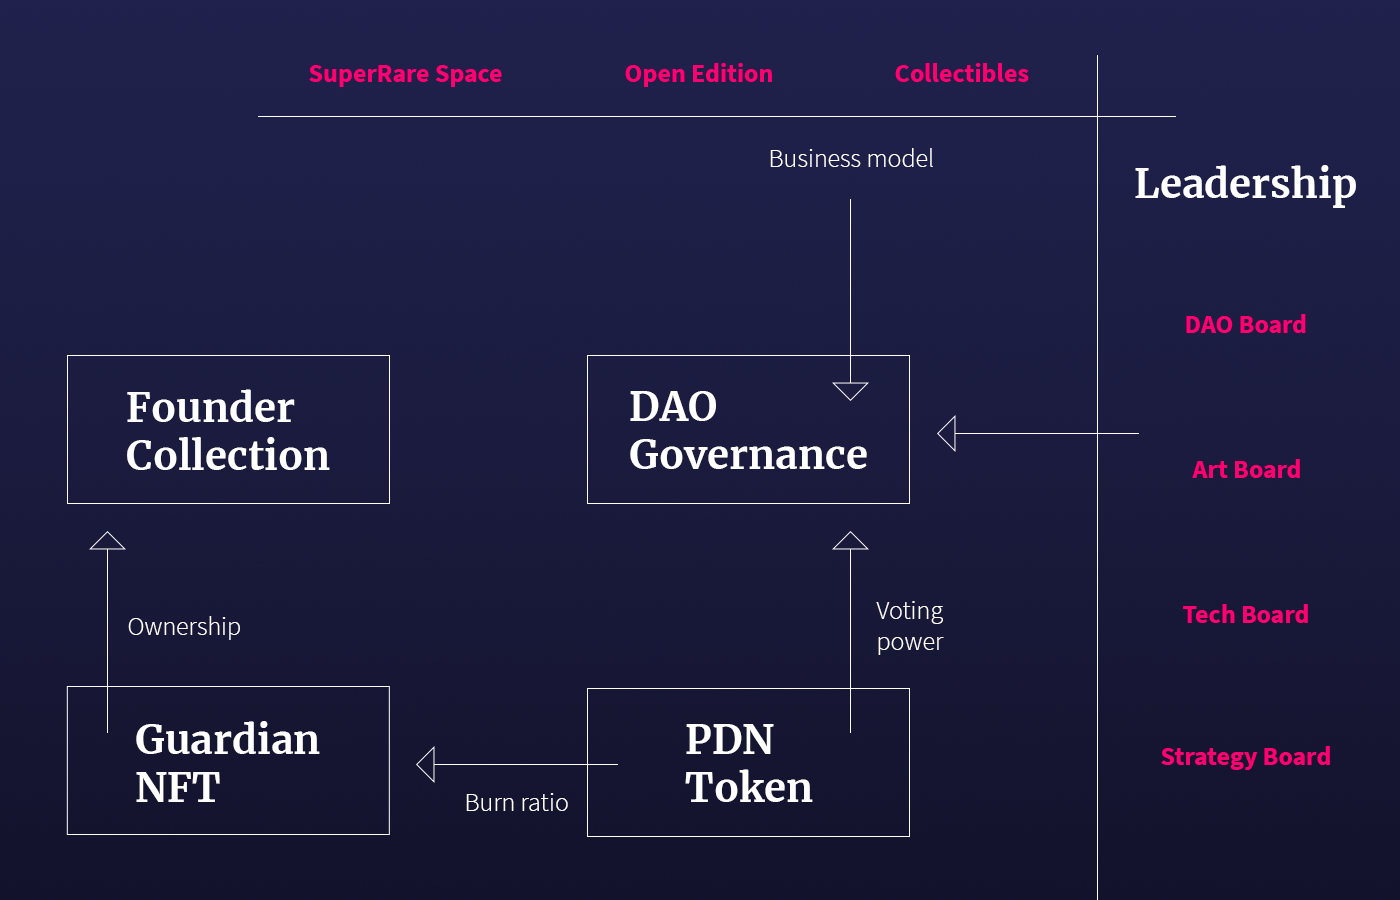 SuperRare Space
Open Edition
Collectibles
Business model
Leadership
DAO Board
Founder
Collection
DAO
Governance
Art Board
Ownership
Voting
power
Tech Board
Guardian
NFT
Burn ratio
PDN
Token
Strategy Board